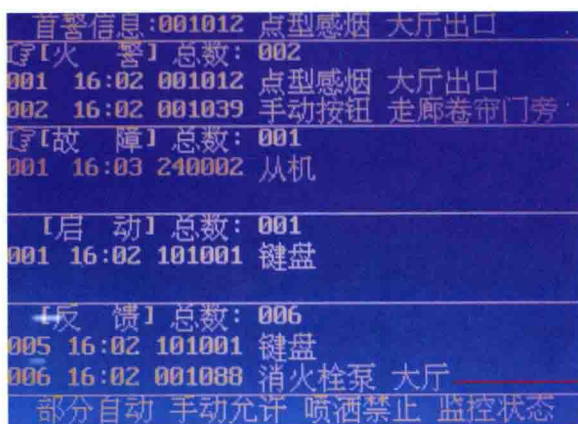 首警信息:001012 点型感烟 大厅出口
☞[火 警] 总数: 002
001 16:02 001012 点型感烟 大厅出口
002 16:02 001039 手动按钮 走廊卷帘门旁
☞[故 障] 总数: 001
001 16:03 240002 从机
[启 动] 总数: 001
001 16:02 101001 键盘
[反 馈] 总数: 006
005 16:02 101001 键盘
006 16:02 001088 消火栓泵 大厅
部分自动 手动允许 喷洒禁止 监控状态